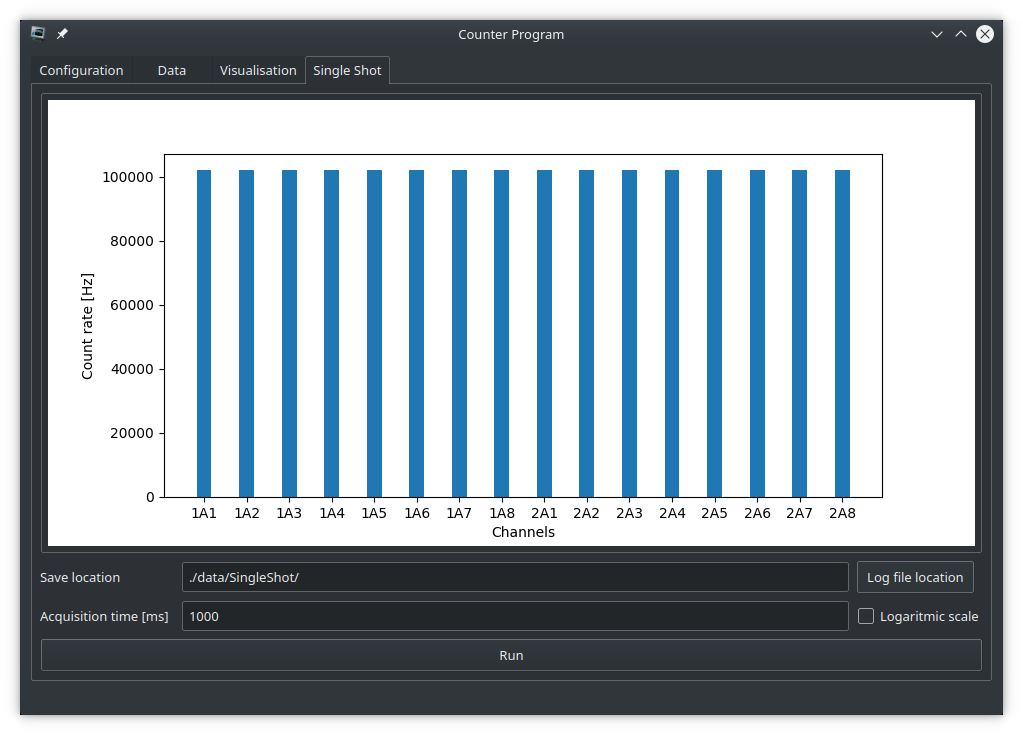 Counter Program
Configuration Data Visualisation Single Shot
100000
80000
60000
40000
20000
0
Count rate [Hz]
1A1 1A2 1A3 1A4 1A5 1A6 1A7 1A8 2A1 2A2 2A3 2A4 2A5 2A6 2A7 2A8
Channels
Save location ./data/SingleShot/ Log file location
Acquisition time [ms] 1000 Logaritmic scale
Run